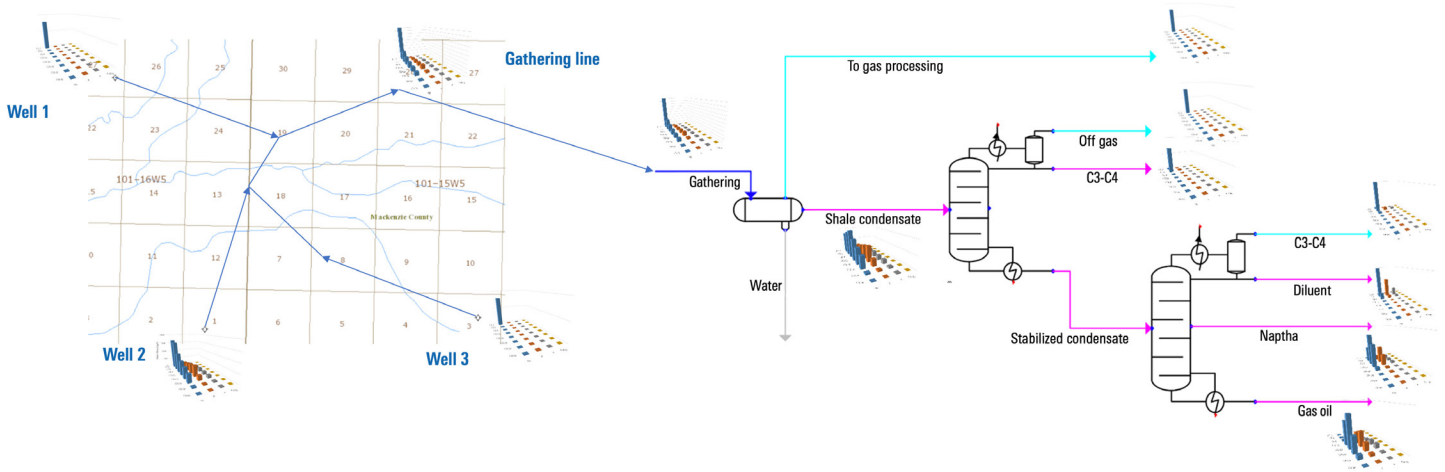 Gathering line
Well 1
26
25
30
29
27
22
23
24
19
20
21
22
101-16W5
14
13
18
17
16
15
101-15W5
Mackenzie County
11
12
7
8
9
10
2
1
6
5
4
3
Well 2
Well 3
To gas processing
Gathering
Shale condensate
Water
Off gas
C3-C4
Stabilized condensate
C3-C4
Diluent
Naptha
Gas oil